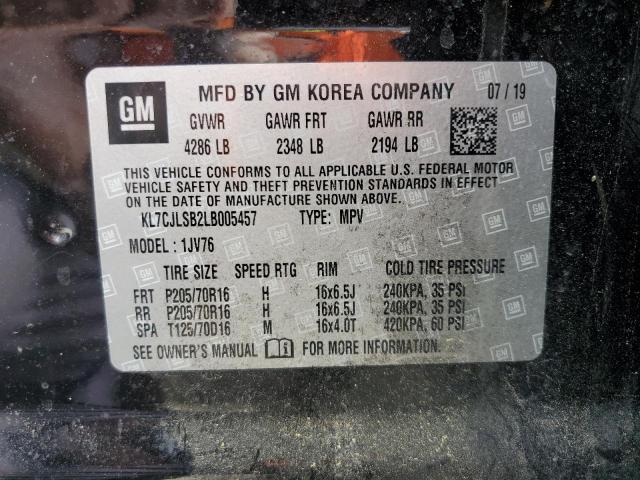 GM MFD BY GM KOREA COMPANY 07 / 19
GVWR GAWR FRT GAWR RR
4286 LB 2348 LB 2194 LB
THIS VEHICLE CONFORMS TO ALL APPLICABLE U.S. FEDERAL MOTOR
VEHICLE SAFETY AND THEFT PREVENTION STANDARDS IN EFFECT
ON THE DATE OF MANUFACTURE SHOWN ABOVE.
KL7CJLSB2LB005457 TYPE: MPV
MODEL : 1JV76
TIRE SIZE SPEED RTG RIM COLD TIRE PRESSURE
FRT P205/70R16 H 16x6.5J 240KPA, 35 PSI
RR P205/70R16 H 16x6.5J 240KPA, 35 PSI
SPA T125/70D16 M 16x4.0T 420KPA, 60 PSI
SEE OWNER'S MANUAL FOR MORE INFORMATION.